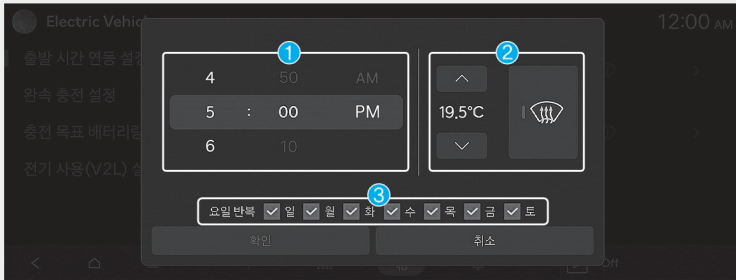 Electric Vehic
12:00 AM
출발 시간 연동 설정
완속 충전 설정
충전 목표 배터리량
전기 사용(V2L) 설
1
2
4 50 AM
5 : 00 PM
6 10
19.5°C
3
요일 반복 일 월 화 수 목 금 토
확인 취소
Off